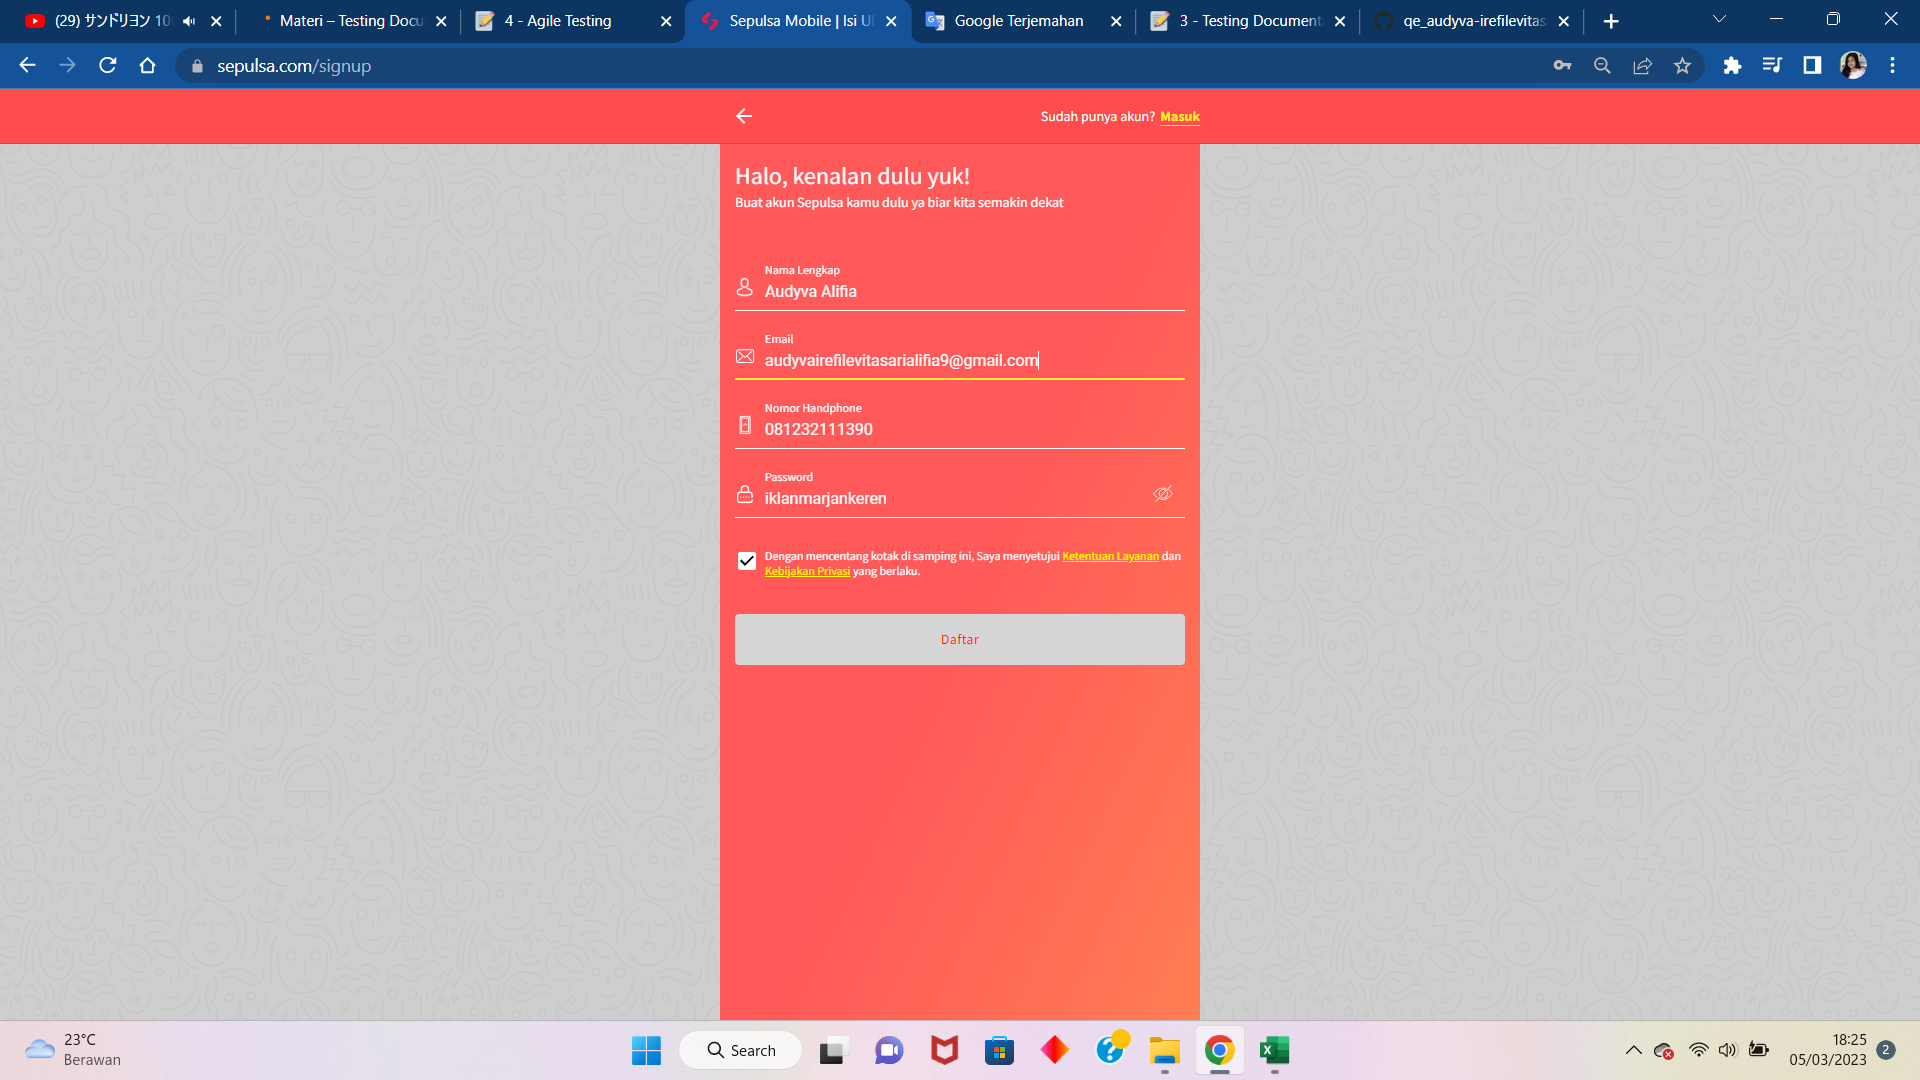 (29) サンドリヨン 10
Materi – Testing Docu
4 - Agile Testing
Sepulsa Mobile | Isi Ul
Google Terjemahan
3 - Testing Document
qe_audyva-irefilevitas
sepulsa.com/signup
Sudah punya akun? Masuk
Halo, kenalan dulu yuk!
Buat akun Sepulsa kamu dulu ya biar kita semakin dekat
Nama Lengkap
Audyva Alifia
Email
audyvairefilevitasarialifia9@gmail.com
Nomor Handphone
081232111390
Password
iklanmarjankeren
Dengan mencentang kotak di samping ini, Saya menyetujui Ketentuan Layanan dan
Kebijakan Privasi yang berlaku.
Daftar
23°C
Berawan
Search
18:25
05/03/2023
2